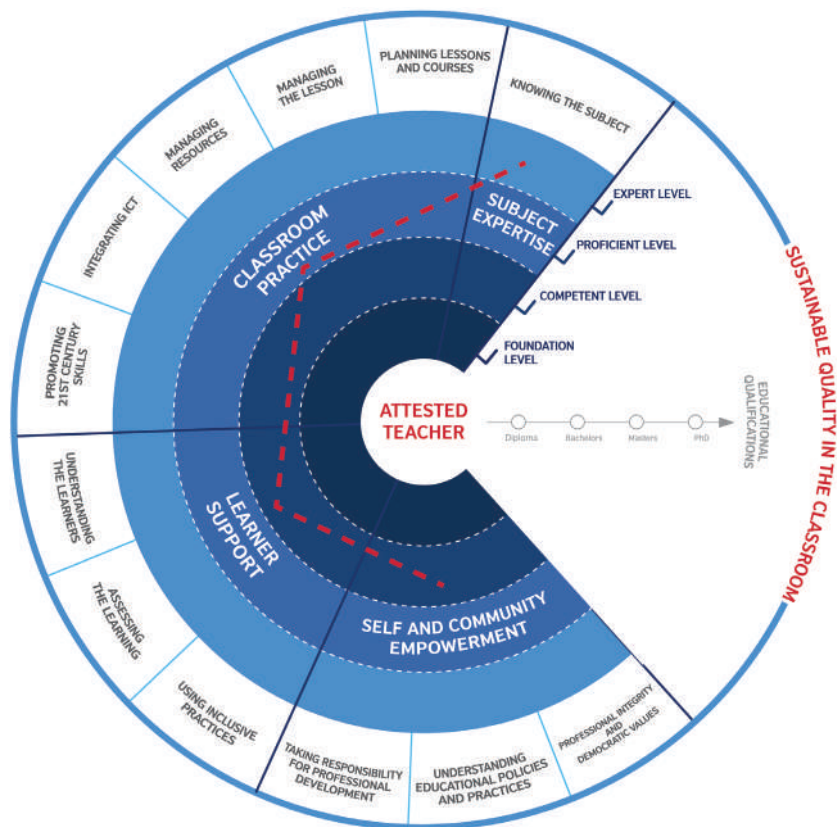 PLANNING LESSONS
AND COURSES
KNOWING THE SUBJECT
MANAGING
THE LESSON
MANAGING
RESOURCES
INTEGRATING ICT
PROMOTING
21ST CENTURY
SKILLS
UNDERSTANDING
THE LEARNERS
ASSESSING
THE LEARNING
USING INCLUSIVE
PRACTICES
TAKING RESPONSIBILITY
FOR PROFESSIONAL
DEVELOPMENT
UNDERSTANDING
EDUCATIONAL POLICIES
AND PRACTICES
PROFESSIONAL INTEGRITY
AND
DEMOCRATIC VALUES
CLASSROOM
PRACTICE
SUBJECT
EXPERTISE
LEARNER
SUPPORT
SELF AND COMMUNITY
EMPOWERMENT
EXPERT LEVEL
PROFICIENT LEVEL
COMPETENT LEVEL
FOUNDATION
LEVEL
ATTESTED
TEACHER
Diploma
Bachelors
Masters
PhD
EDUCATIONAL
QUALIFICATIONS
SUSTAINABLE QUALITY IN THE CLASSROOM